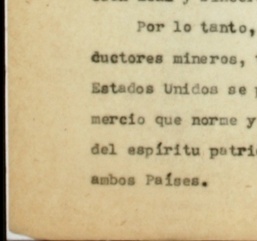 Por lo tanto,
ductores mineros,
Estados Unidos se
mercio que norme y
del espíritu patri
ambos Países.